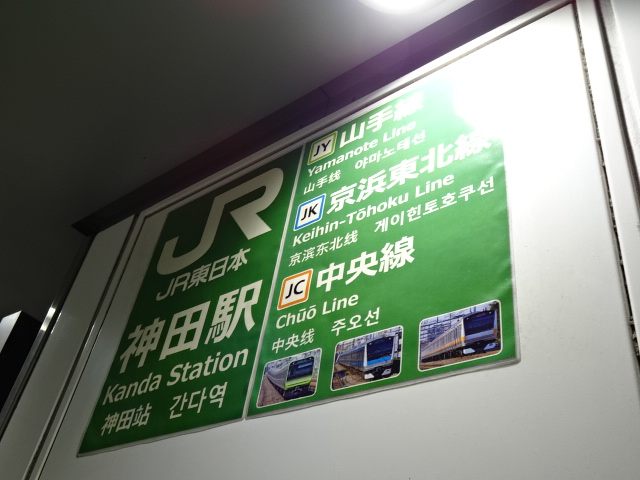 JR
JR東日本
神田駅
Kanda Station
神田站 간다역
JY 山手線
Yamanote Line
山手线 야마노테선
JK 京浜東北線
Keihin-Tōhoku Line
京滨东北线 게이힌토호쿠선
JC 中央線
Chūō Line
中央线 주오선